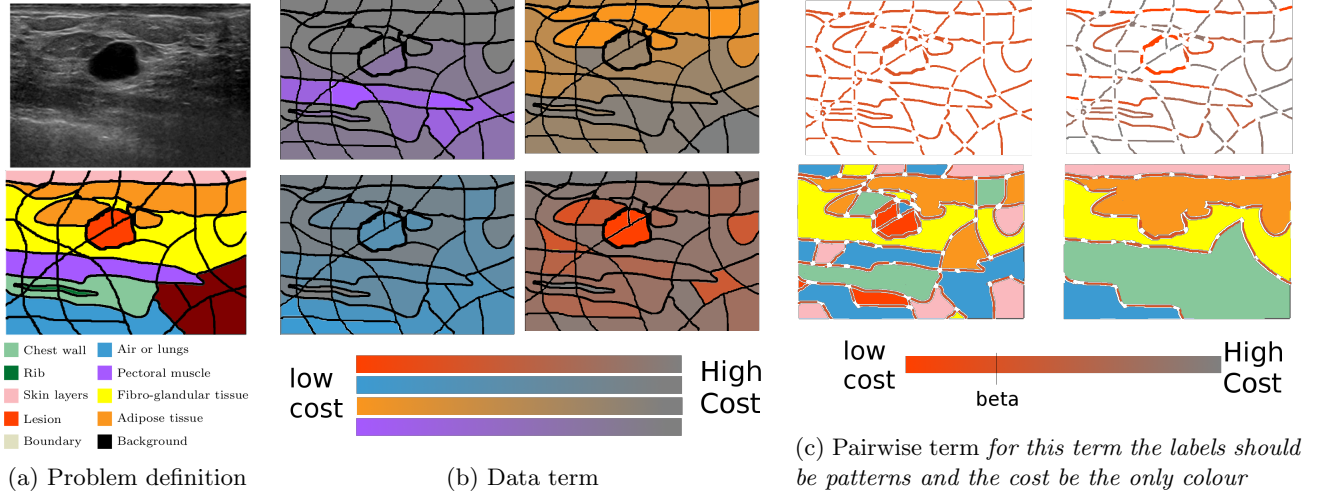 Chest wall
Air or lungs
Rib
Pectoral muscle
Skin layers
Fibro-glandular tissue
Lesion
Adipose tissue
Boundary
Background
(a) Problem definition
low
cost
High
Cost
(b) Data term
low
cost
High
Cost
beta
(c) Pairwise term for this term the labels should
be patterns and the cost be the only colour